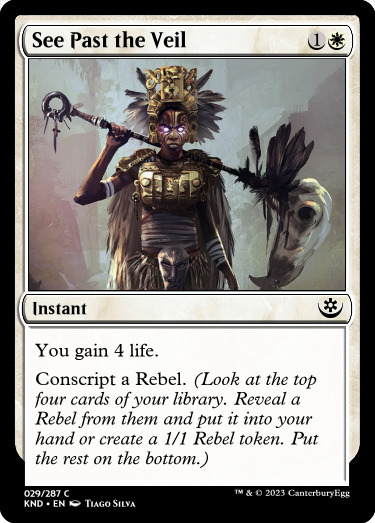 See Past the Veil 1
Instant
You gain 4 life.
Conscript a Rebel. (Look at the top
four cards of your library. Reveal a
Rebel from them and put it into your
hand or create a 1/1 Rebel token. Put
the rest on the bottom.)
029/287 C ™ & © 2023 CanterburyEgg
KND • EN Tiago Silva